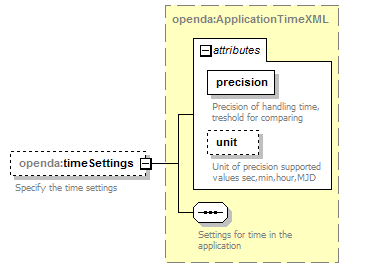 openda:ApplicationTimeXML
attributes
precision
Precision of handling time,
treshold for comparing
unit
Unit of precision supported
values sec,min,hour,MJD
openda:timeSettings
Specify the time settings
Settings for time in the
application